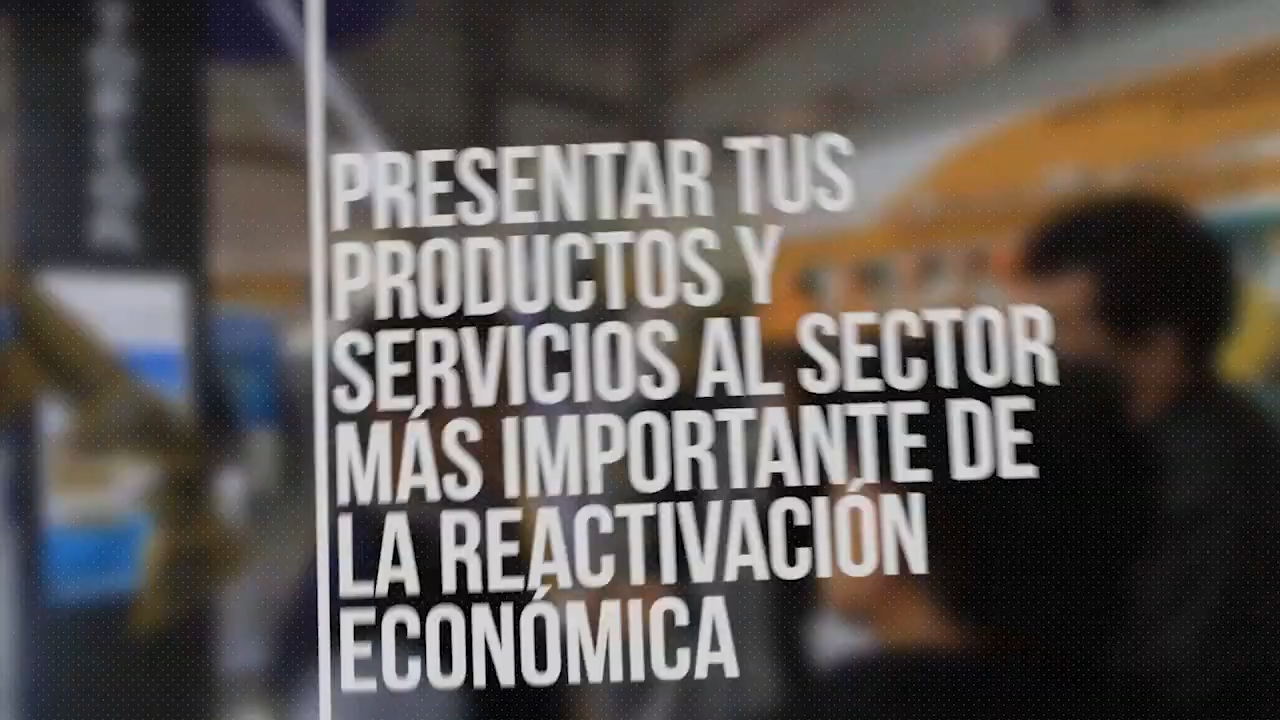 PRESENTAR TUS
PRODUCTOS Y
SERVICIOS AL SECTOR
MÁS IMPORTANTE DE
LA REACTIVACIÓN
ECONÓMICA